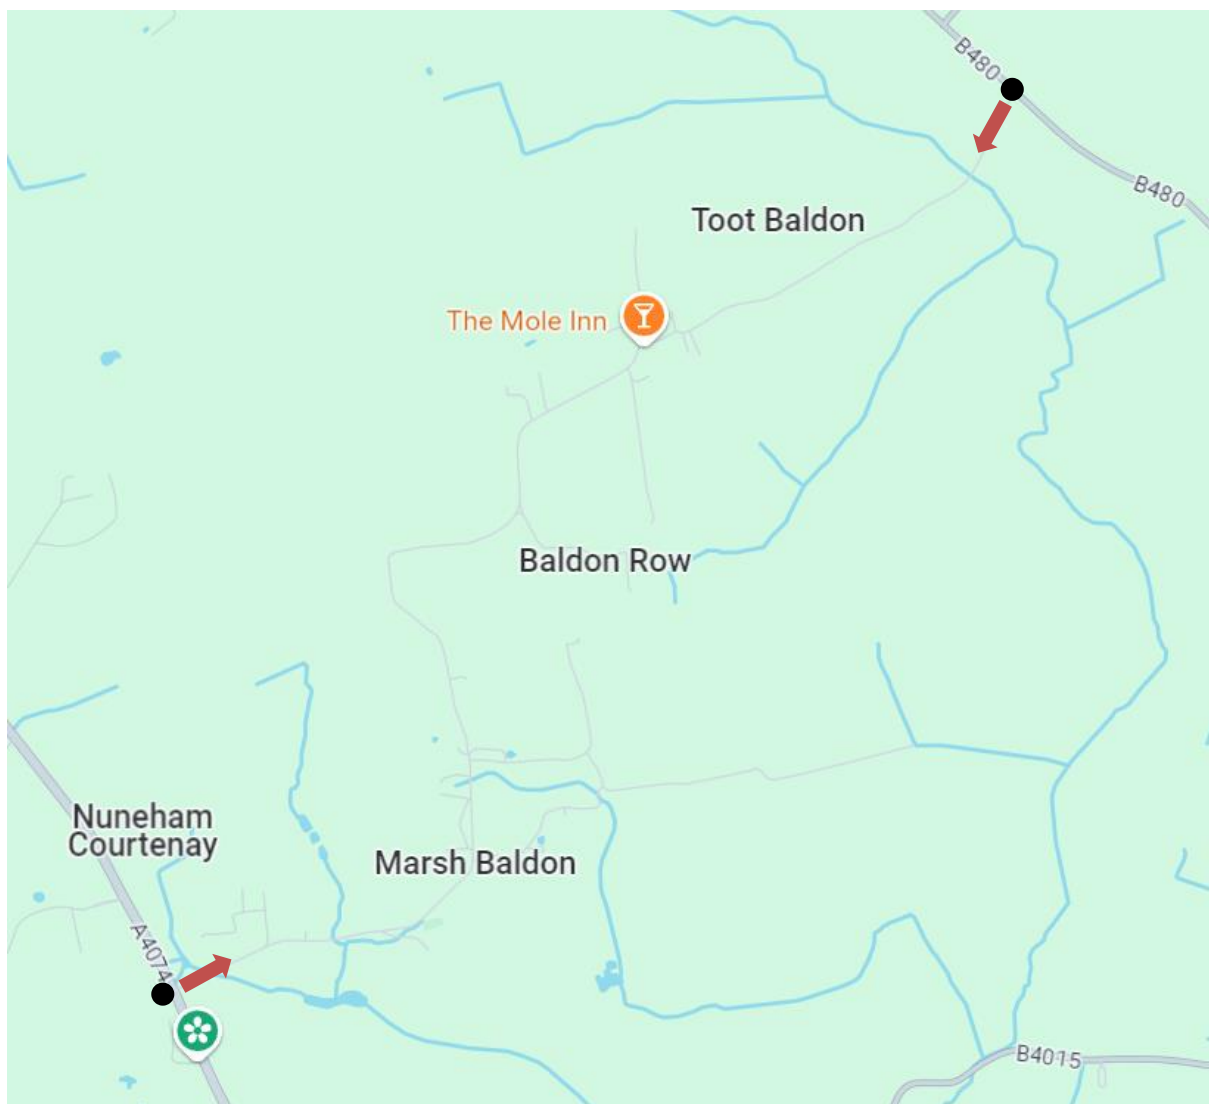 B480
B480
Toot Baldon
The Mole Inn
Baldon Row
Nuneham
Courtenay
Marsh Baldon
A4074
B4015